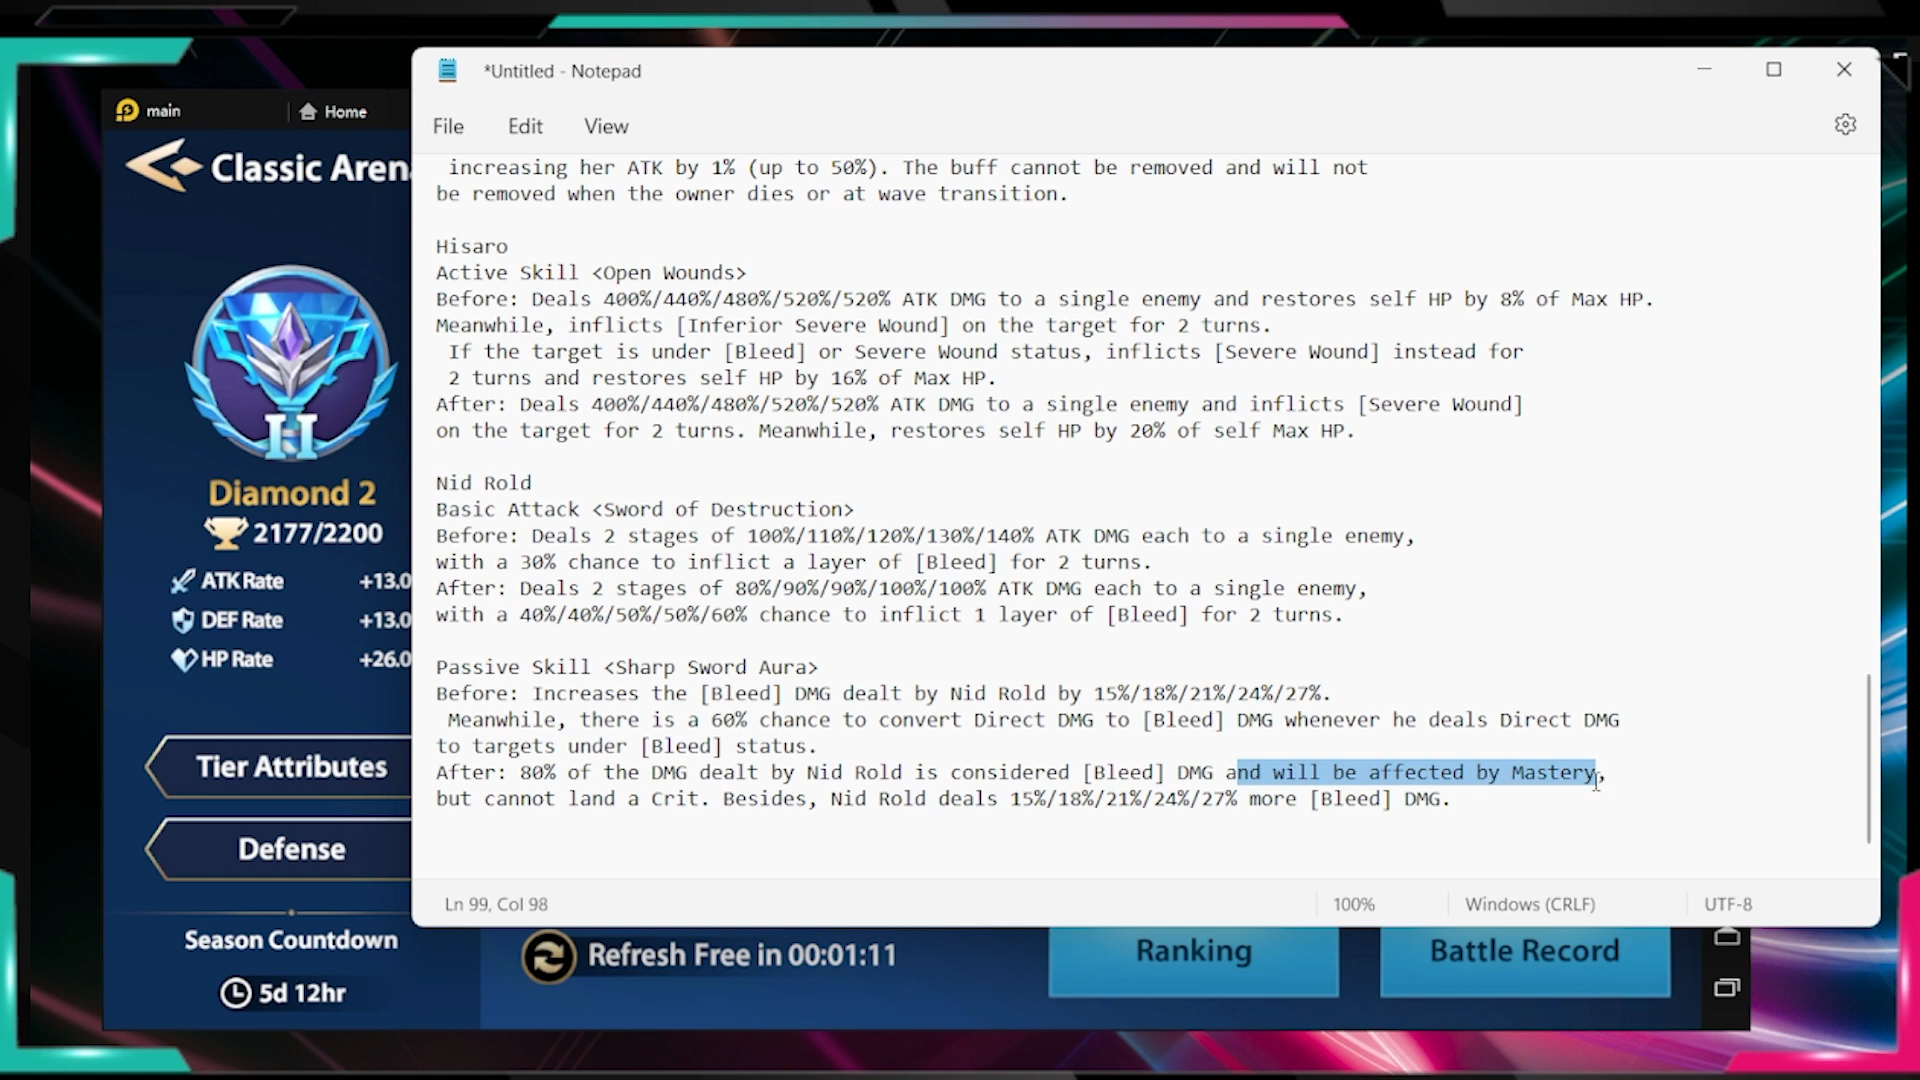 *Untitled - Notepad
main
Home
File Edit View
Classic Aren
increasing her ATK by 1% (up to 50%). The buff cannot be removed and will not
be removed when the owner dies or at wave transition.
Hisaro
Active Skill <Open Wounds>
Before: Deals 400%/440%/480%/520%/520% ATK DMG to a single enemy and restores self HP by 8% of Max HP.
Meanwhile, inflicts [Inferior Severe Wound] on the target for 2 turns.
If the target is under [Bleed] or Severe Wound status, inflicts [Severe Wound] instead for
2 turns and restores self HP by 16% of Max HP.
After: Deals 400%/440%/480%/520%/520% ATK DMG to a single enemy and inflicts [Severe Wound]
on the target for 2 turns. Meanwhile, restores self HP by 20% of self Max HP.
Nid Rold
Basic Attack <Sword of Destruction>
Before: Deals 2 stages of 100%/110%/120%/130%/140% ATK DMG each to a single enemy,
with a 30% chance to inflict a layer of [Bleed] for 2 turns.
After: Deals 2 stages of 80%/90%/90%/100%/100% ATK DMG each to a single enemy,
with a 40%/40%/50%/50%/60% chance to inflict 1 layer of [Bleed] for 2 turns.
Passive Skill <Sharp Sword Aura>
Before: Increases the [Bleed] DMG dealt by Nid Rold by 15%/18%/21%/24%/27%.
Meanwhile, there is a 60% chance to convert Direct DMG to [Bleed] DMG whenever he deals Direct DMG
to targets under [Bleed] status.
After: 80% of the DMG dealt by Nid Rold is considered [Bleed] DMG and will be affected by Mastery,
but cannot land a Crit. Besides, Nid Rold deals 15%/18%/21%/24%/27% more [Bleed] DMG.
Ln 99, Col 98 100% Windows (CRLF) UTF-8
II
Diamond 2
2177/2200
ATK Rate +13.0
DEF Rate +13.0
HP Rate +26.0
Tier Attributes
Defense
Season Countdown
5d 12hr
Refresh Free in 00:01:11
Ranking
Battle Record